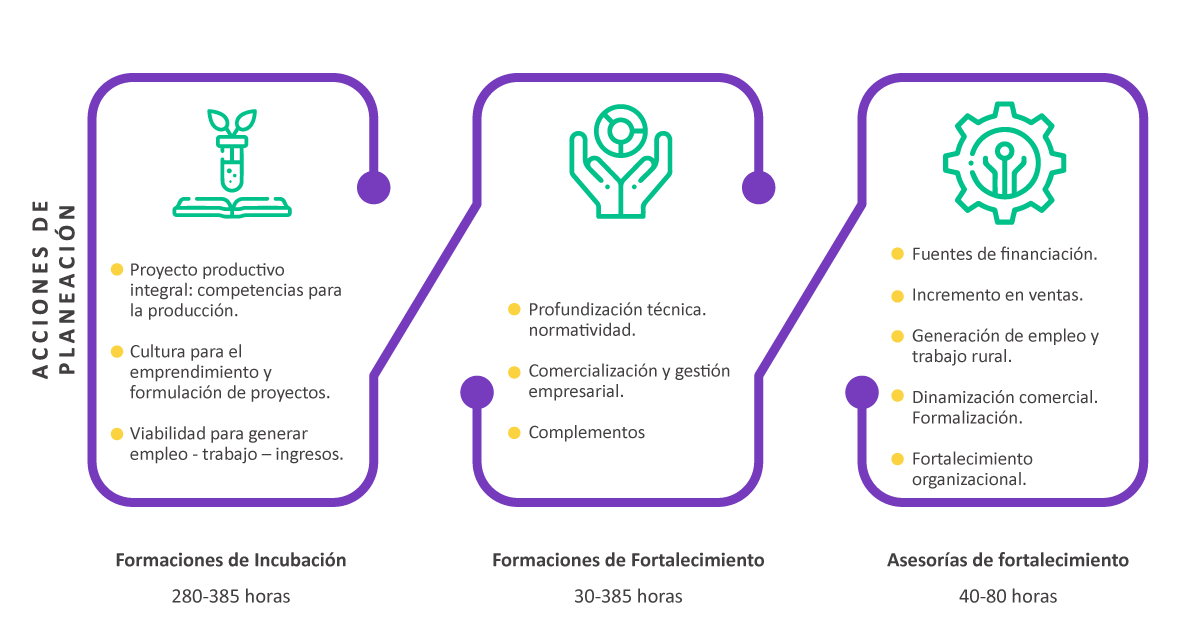 ACCIONES DE
PLANEACIÓN
Proyecto productivo
integral: competencias para
la producción.
Cultura para el
emprendimiento y
formulación de proyectos.
Viabilidad para generar
empleo - trabajo – ingresos.
Formaciones de Incubación
280-385 horas
Profundización técnica.
normatividad.
Comercialización y gestión
empresarial.
Complementos
Formaciones de Fortalecimiento
30-385 horas
Fuentes de financiación.
Incremento en ventas.
Generación de empleo y
trabajo rural.
Dinamización comercial.
Formalización.
Fortalecimiento
organizacional.
Asesorías de fortalecimiento
40-80 horas